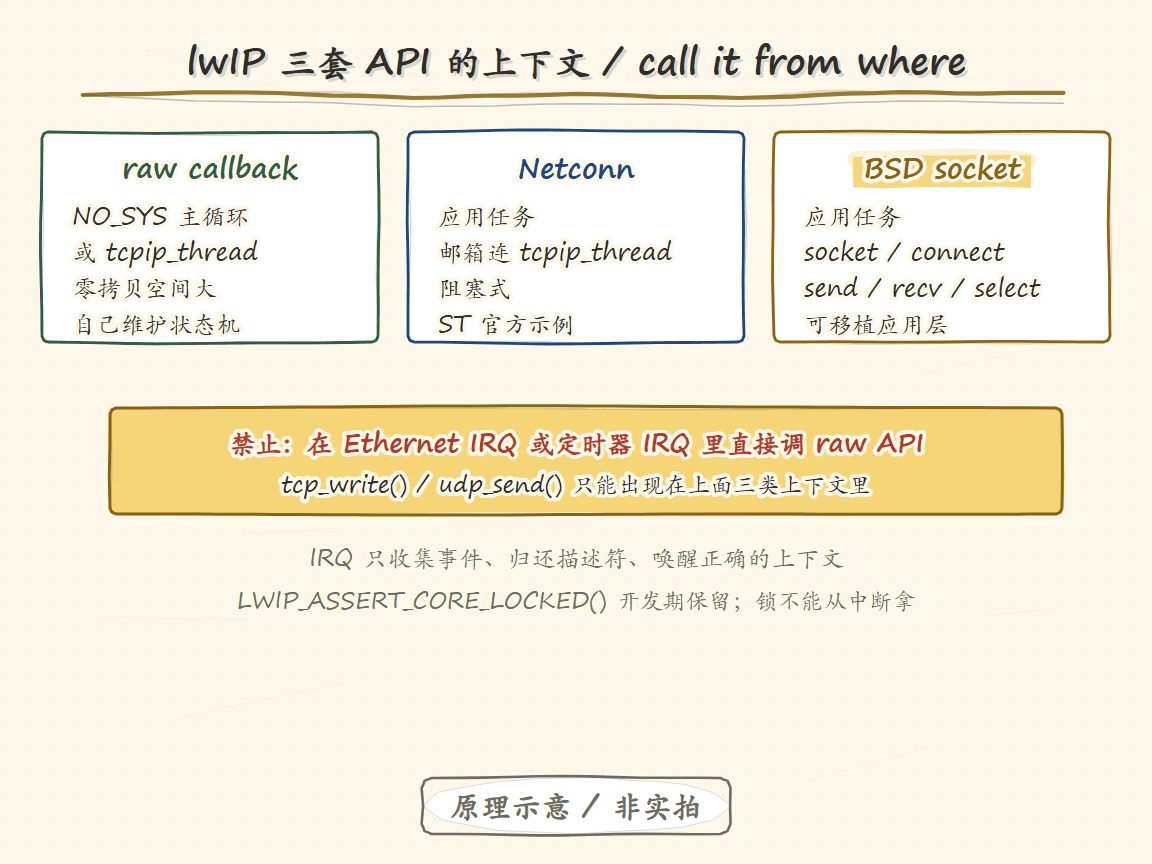 lwIP 三套 API 的上下文 / call it from where
raw callback
NO_SYS 主循环
或 tcpip_thread
零拷贝空间大
自己维护状态机
Netconn
应用任务
邮箱连 tcpip_thread
阻塞式
ST 官方示例
BSD socket
应用任务
socket / connect
send / recv / select
可移植应用层
禁止：在 Ethernet IRQ 或定时器 IRQ 里直接调 raw API
tcp_write() / udp_send() 只能出现在上面三类上下文里
IRQ 只收集事件、归还描述符、唤醒正确的上下文
LWIP_ASSERT_CORE_LOCKED() 开发期保留；锁不能从中断拿
原理示意 / 非实拍